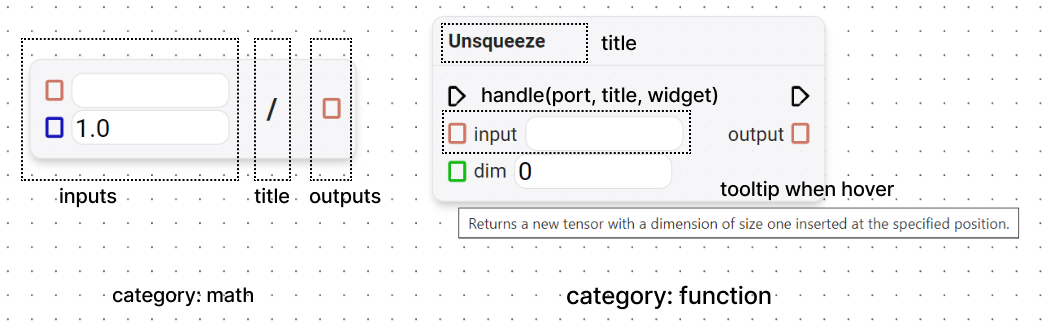 1.0
/
inputs
title
outputs
category: math
Unsqueeze
title
handle(port, title, widget)
input
output
dim 0
tooltip when hover
Returns a new tensor with a dimension of size one inserted at the specified position.
category: function